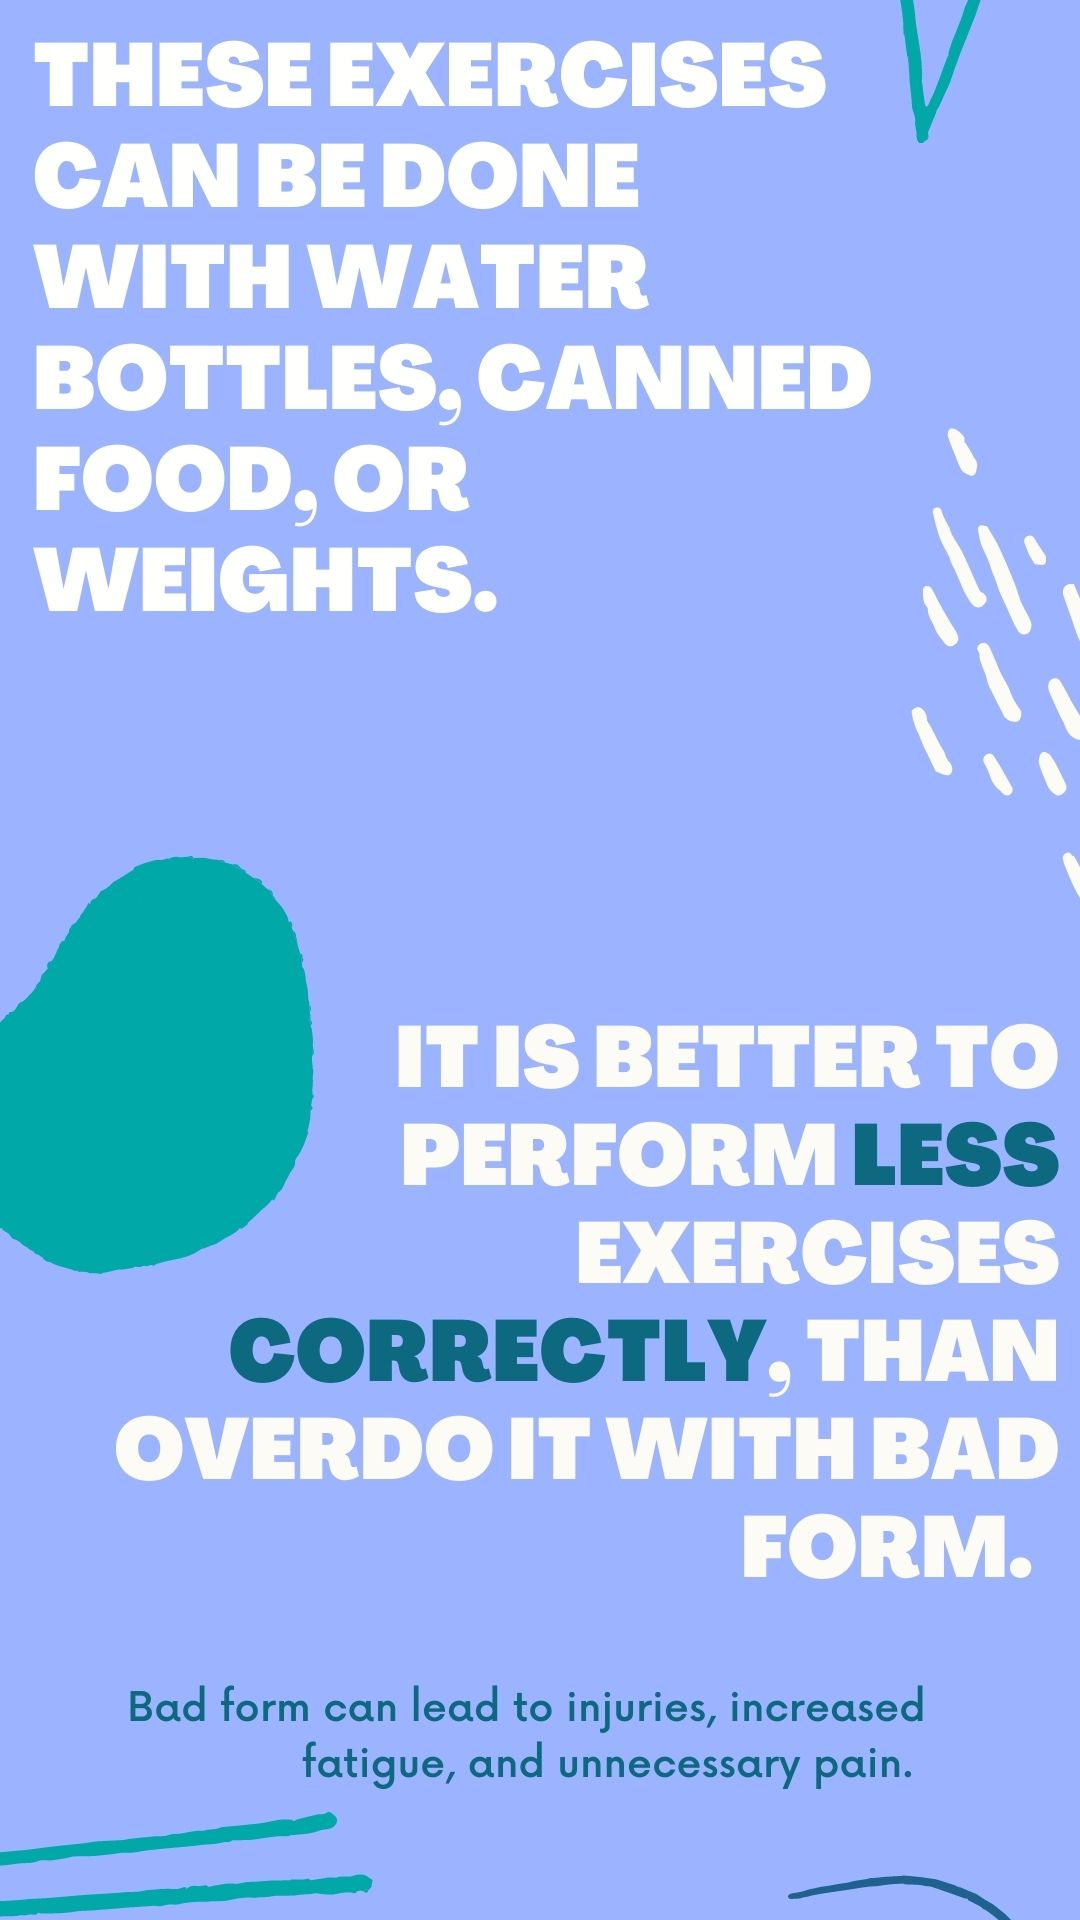 THESE EXERCISES
CAN BE DONE
WITH WATER
BOTTLES, CANNED
FOOD, OR
WEIGHTS.
IT IS BETTER TO
PERFORM LESS
EXERCISES
CORRECTLY, THAN
OVERDO IT WITH BAD
FORM.
Bad form can lead to injuries, increased
fatigue, and unnecessary pain.